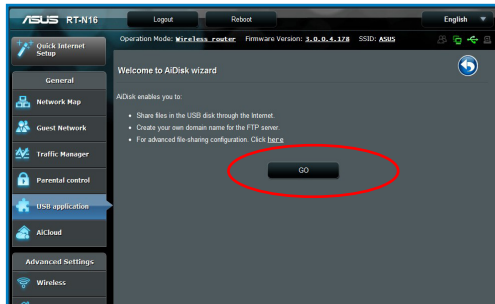 ASUS RT-N16
Logout
Reboot
English
Operation Mode: Wireless router Firmware Version: 3.0.0.4.178 SSID: ASUS
Quick Internet
Setup
General
Network Map
Guest Network
Traffic Manager
Parental control
USB application
AiCloud
Advanced Settings
Wireless
Welcome to AiDisk wizard
AiDisk enables you to:
Share files in the USB disk through the Internet.
Create your own domain name for the FTP server.
For advanced file-sharing configuration. Click here
GO